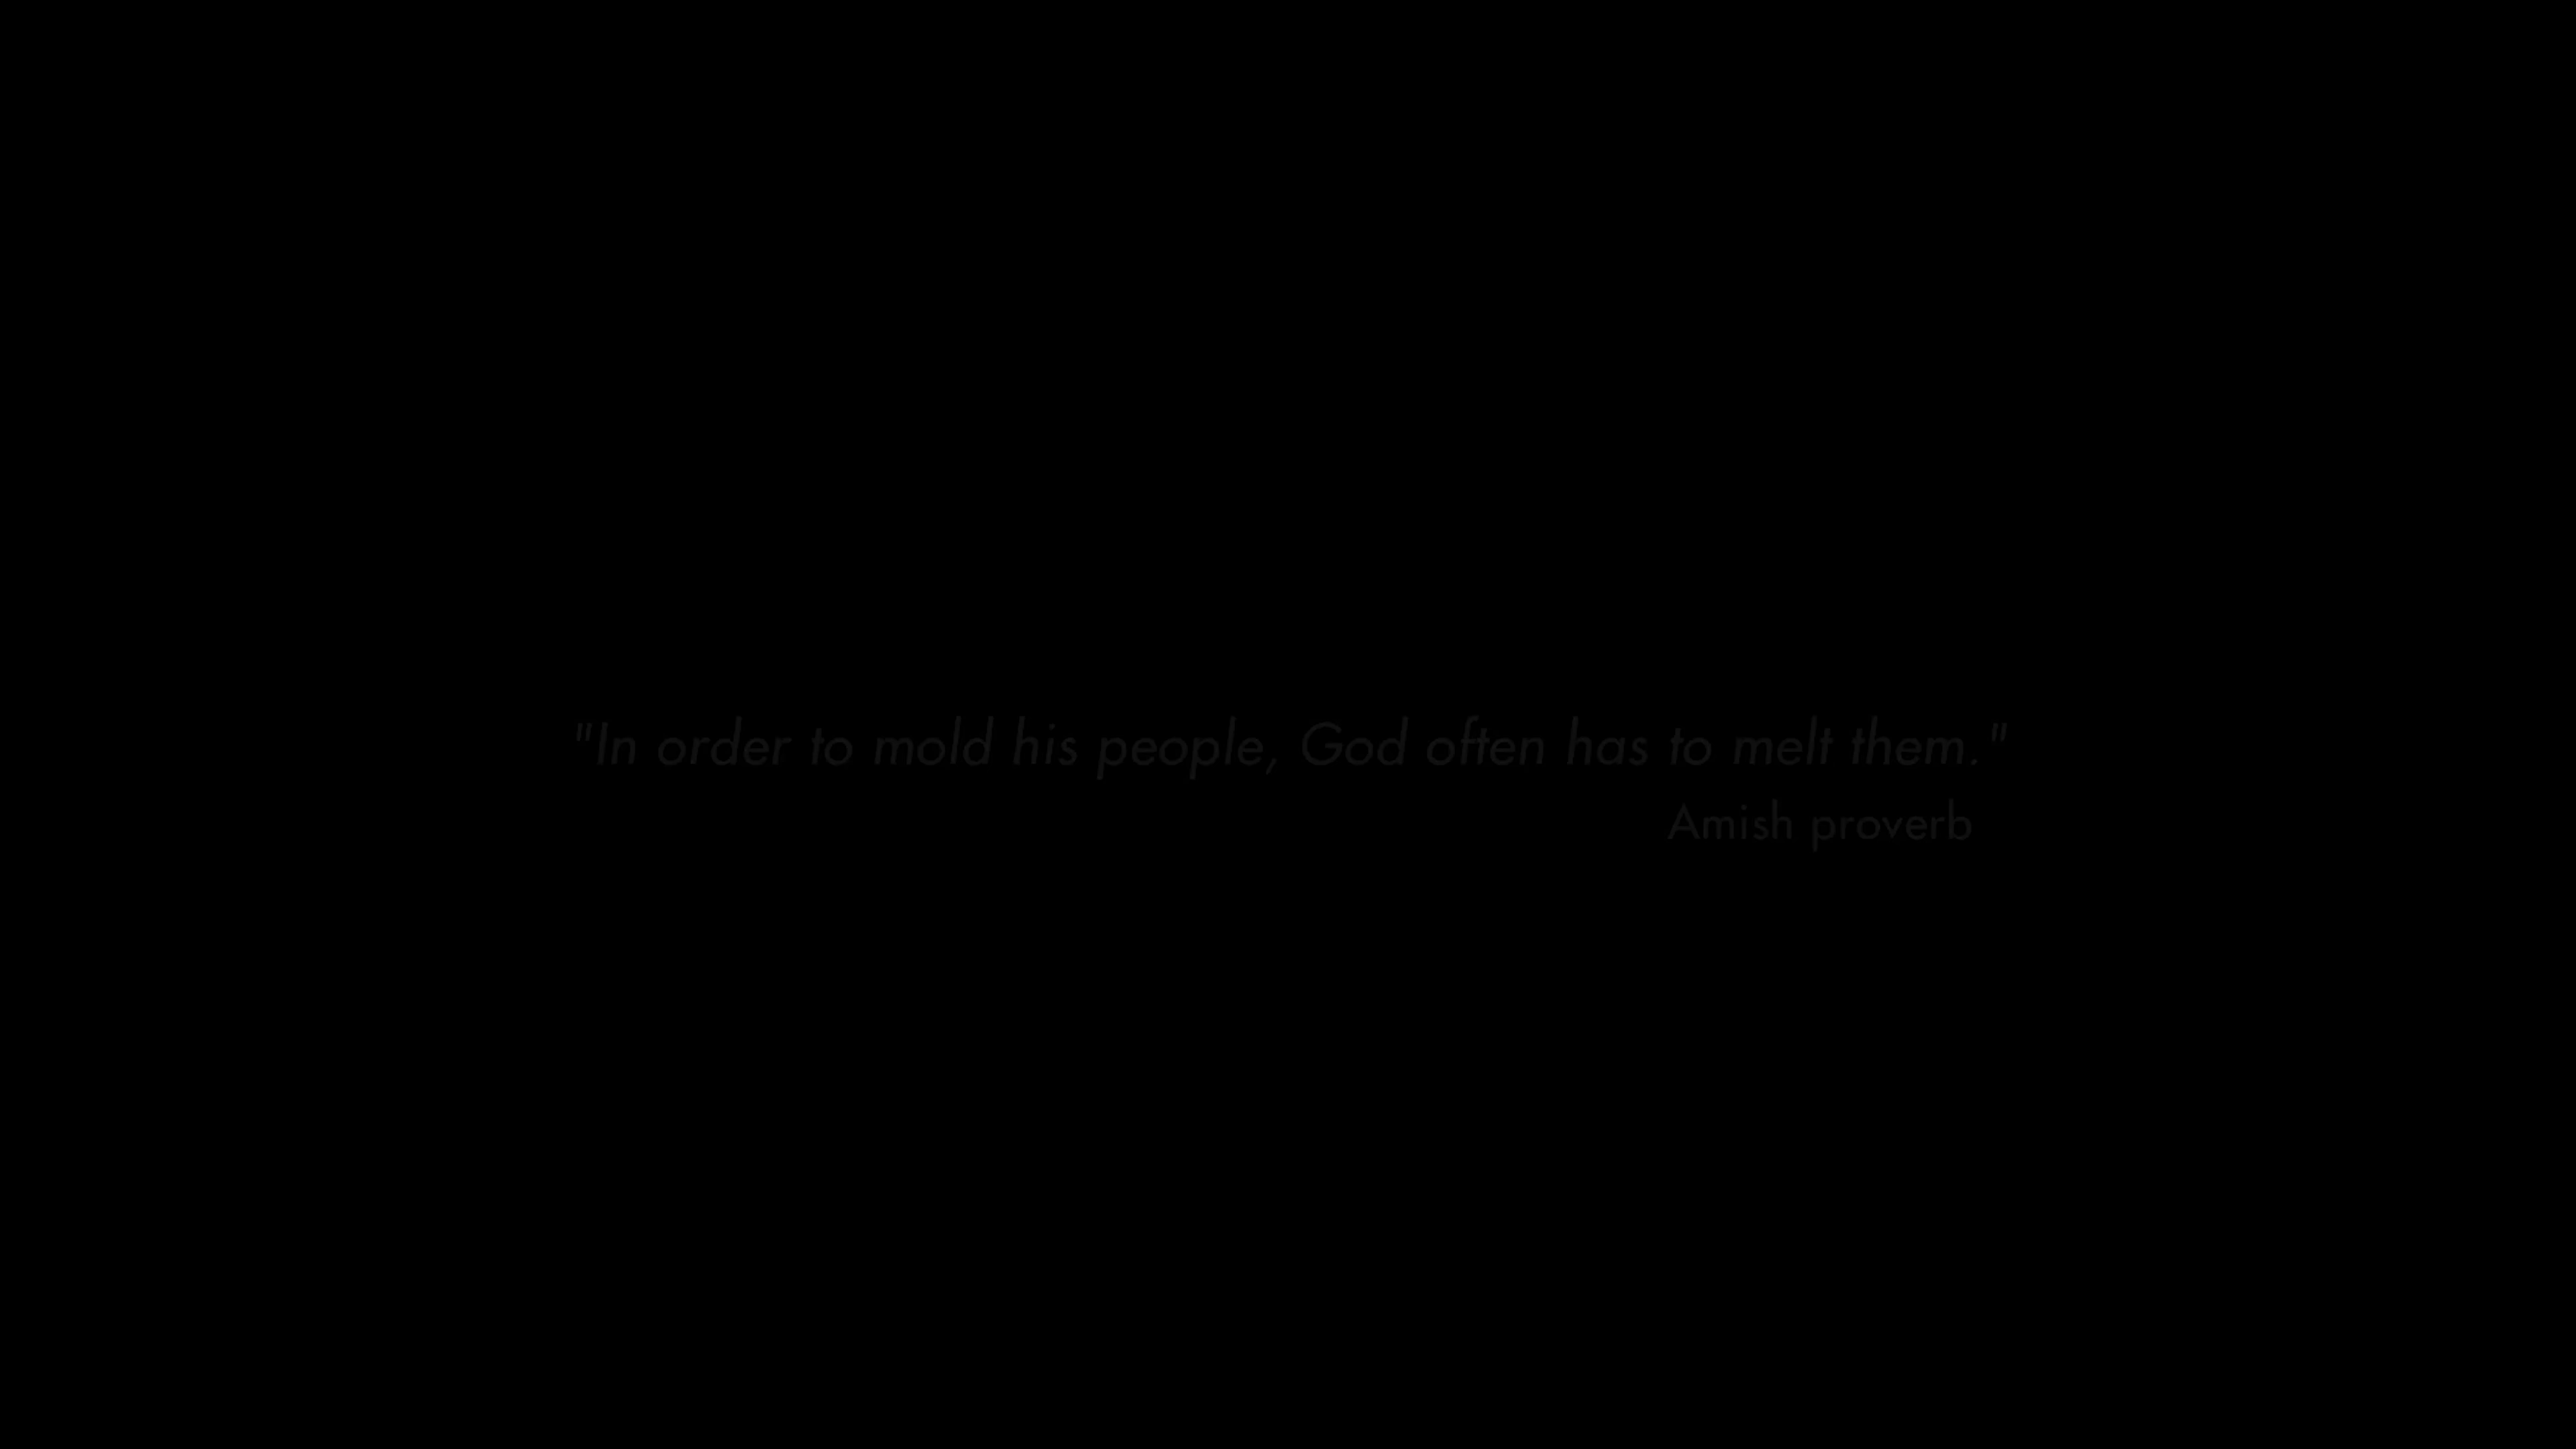 "In order to mold his people, God often has to melt them."
Amish proverb